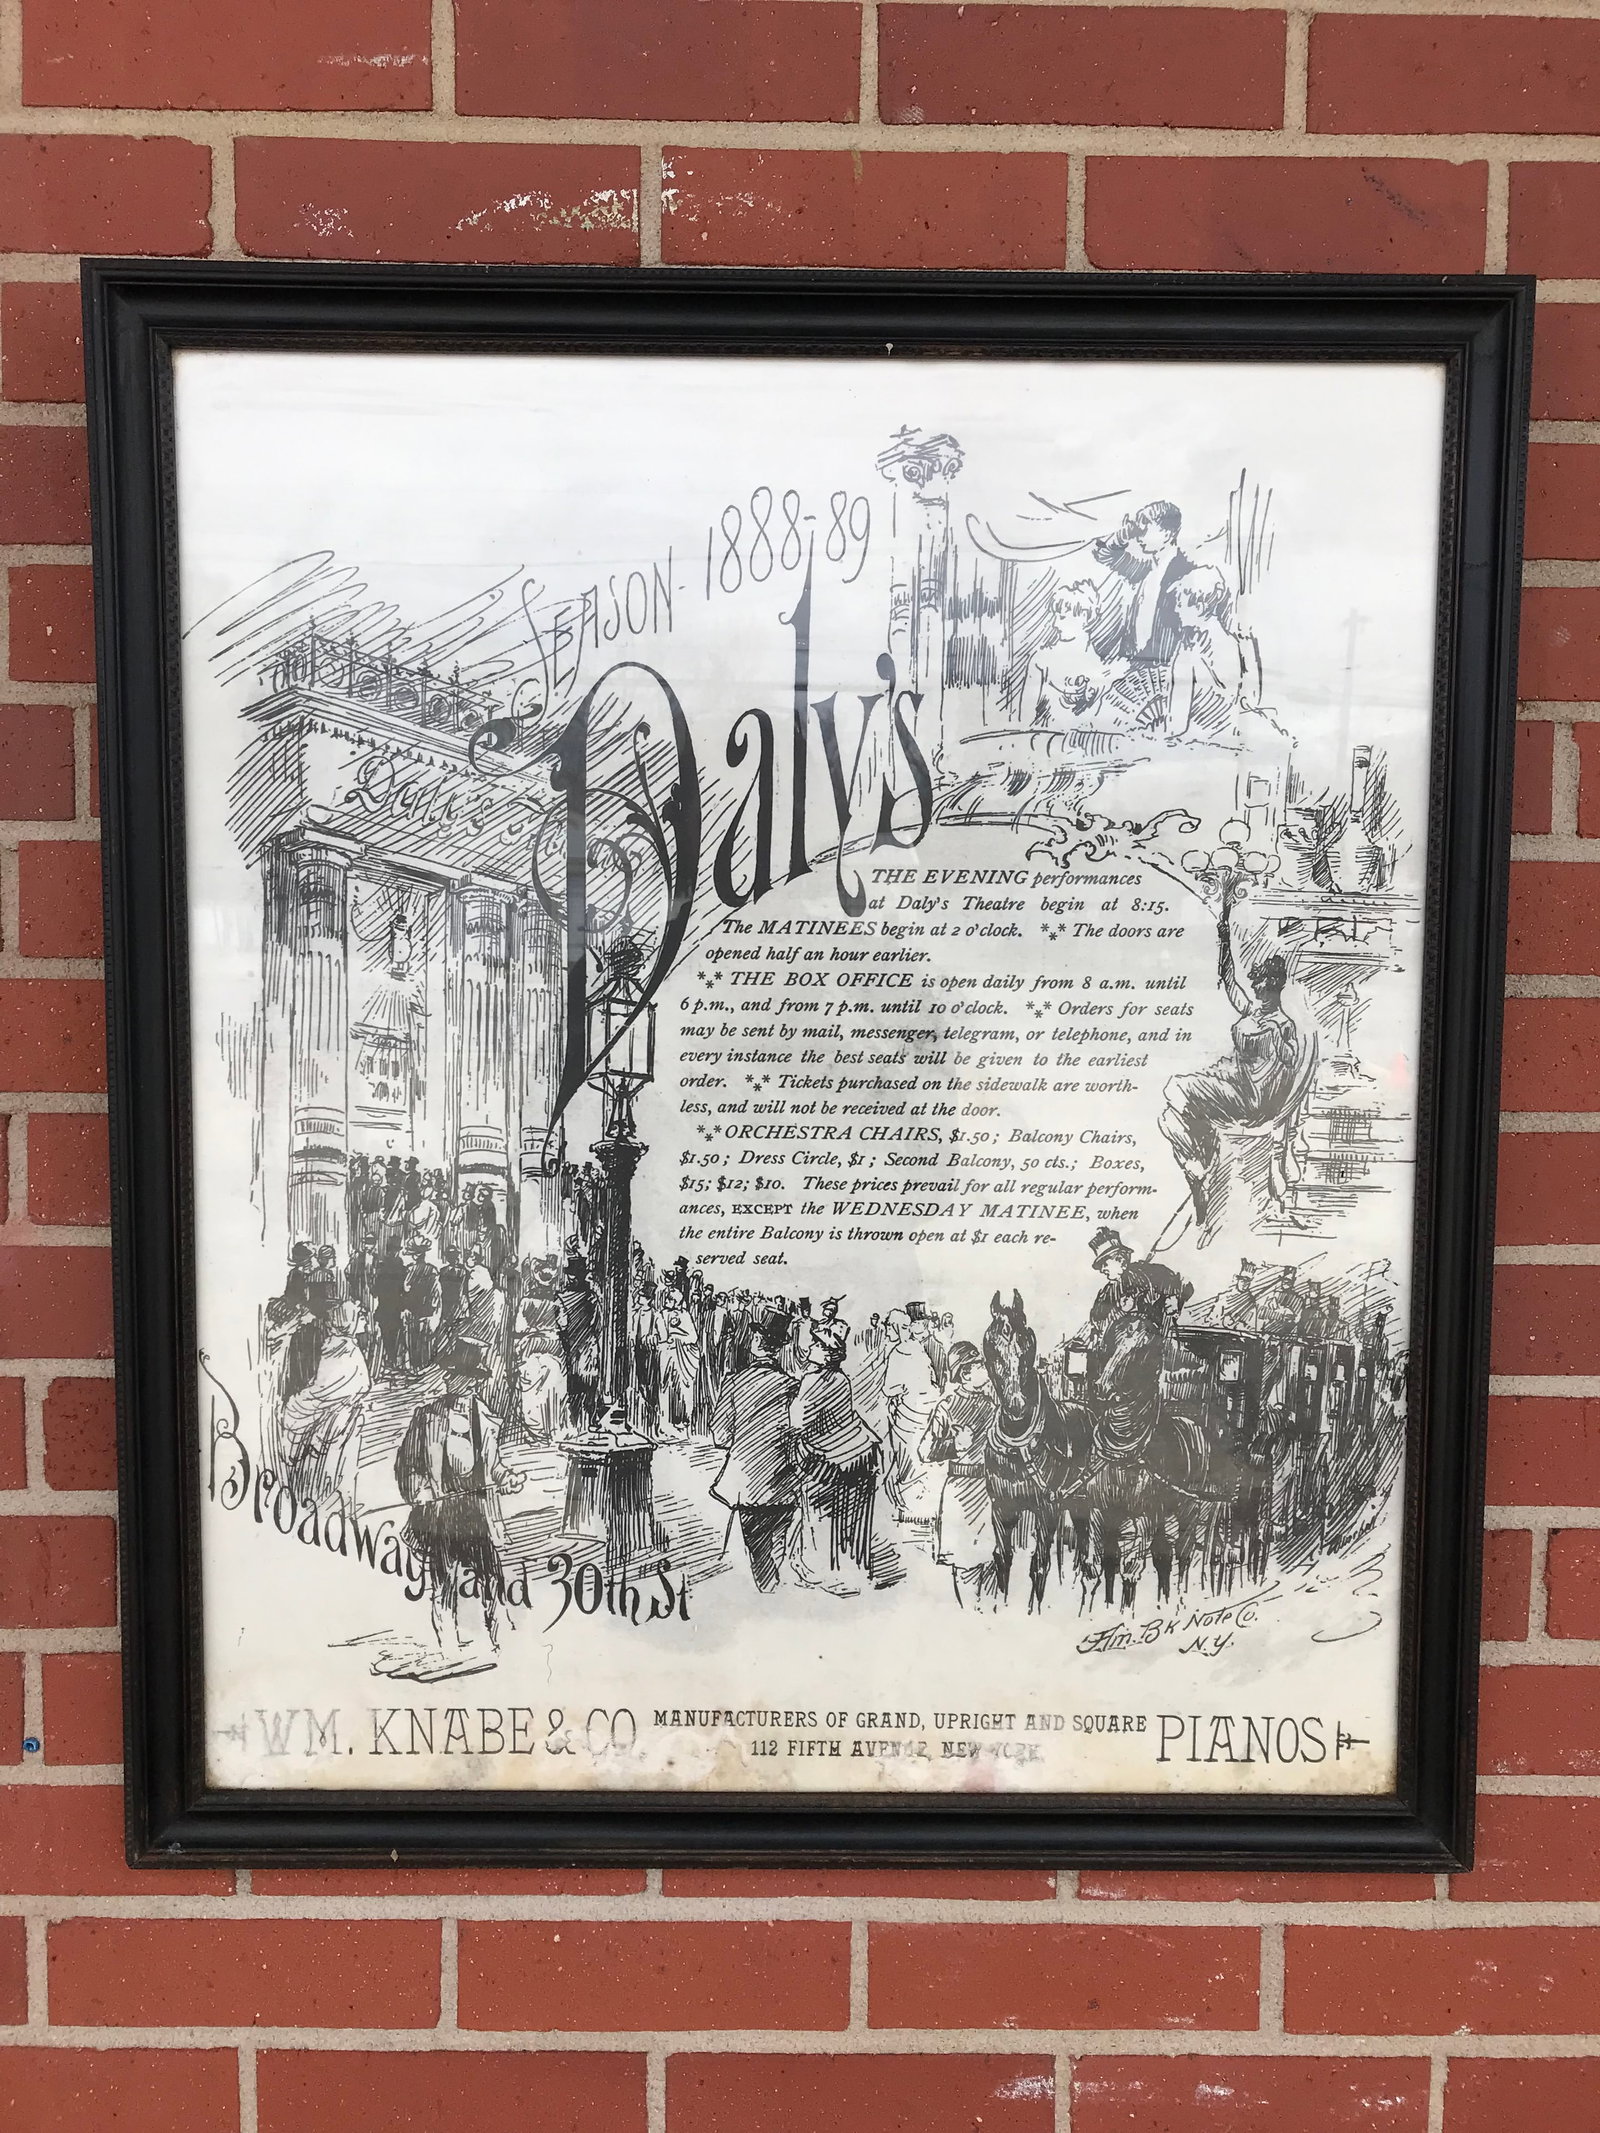 SEASON - 1888-89
Daly's
Daly's
THE EVENING performances
at Daly's Theatre begin at 8:15.
The MATINEES begin at 2 o'clock. *⁎* The doors are
opened half an hour earlier.
*⁎* THE BOX OFFICE is open daily from 8 a.m. until
6 p.m., and from 7 p.m. until 10 o'clock. *⁎* Orders for seats
may be sent by mail, messenger, telegram, or telephone, and in
every instance the best seats will be given to the earliest
order. *⁎* Tickets purchased on the sidewalk are worth-
less, and will not be received at the door.
*⁎* ORCHESTRA CHAIRS, $1.50; Balcony Chairs,
$1.50; Dress Circle, $1; Second Balcony, 50 cts.; Boxes,
$15; $12; $10. These prices prevail for all regular perform-
ances, EXCEPT the WEDNESDAY MATINEE, when
the entire Balcony is thrown open at $1 each re-
served seat.
Broadway and 30th St
Am. Bk Note Co.
N.Y.
WM. KNABE & CO. MANUFACTURERS OF GRAND, UPRIGHT AND SQUARE PIANOS
112 FIFTH AVENUE, NEW YORK